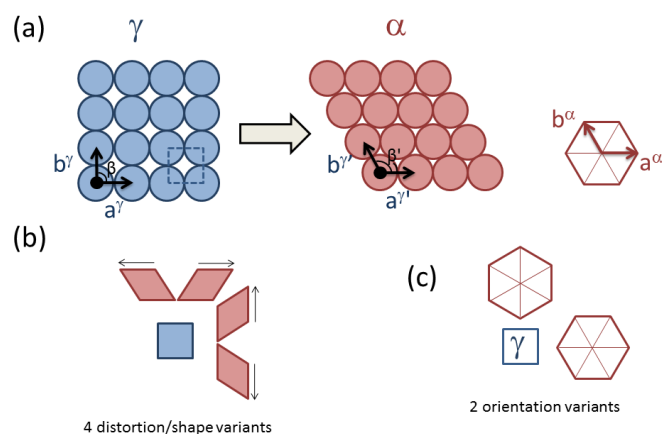 (a)
γ
α
b^γ
β
a^γ
b^γ'
β'
a^γ'
b^α
a^α
(b)
(c)
γ
4 distortion/shape variants
2 orientation variants